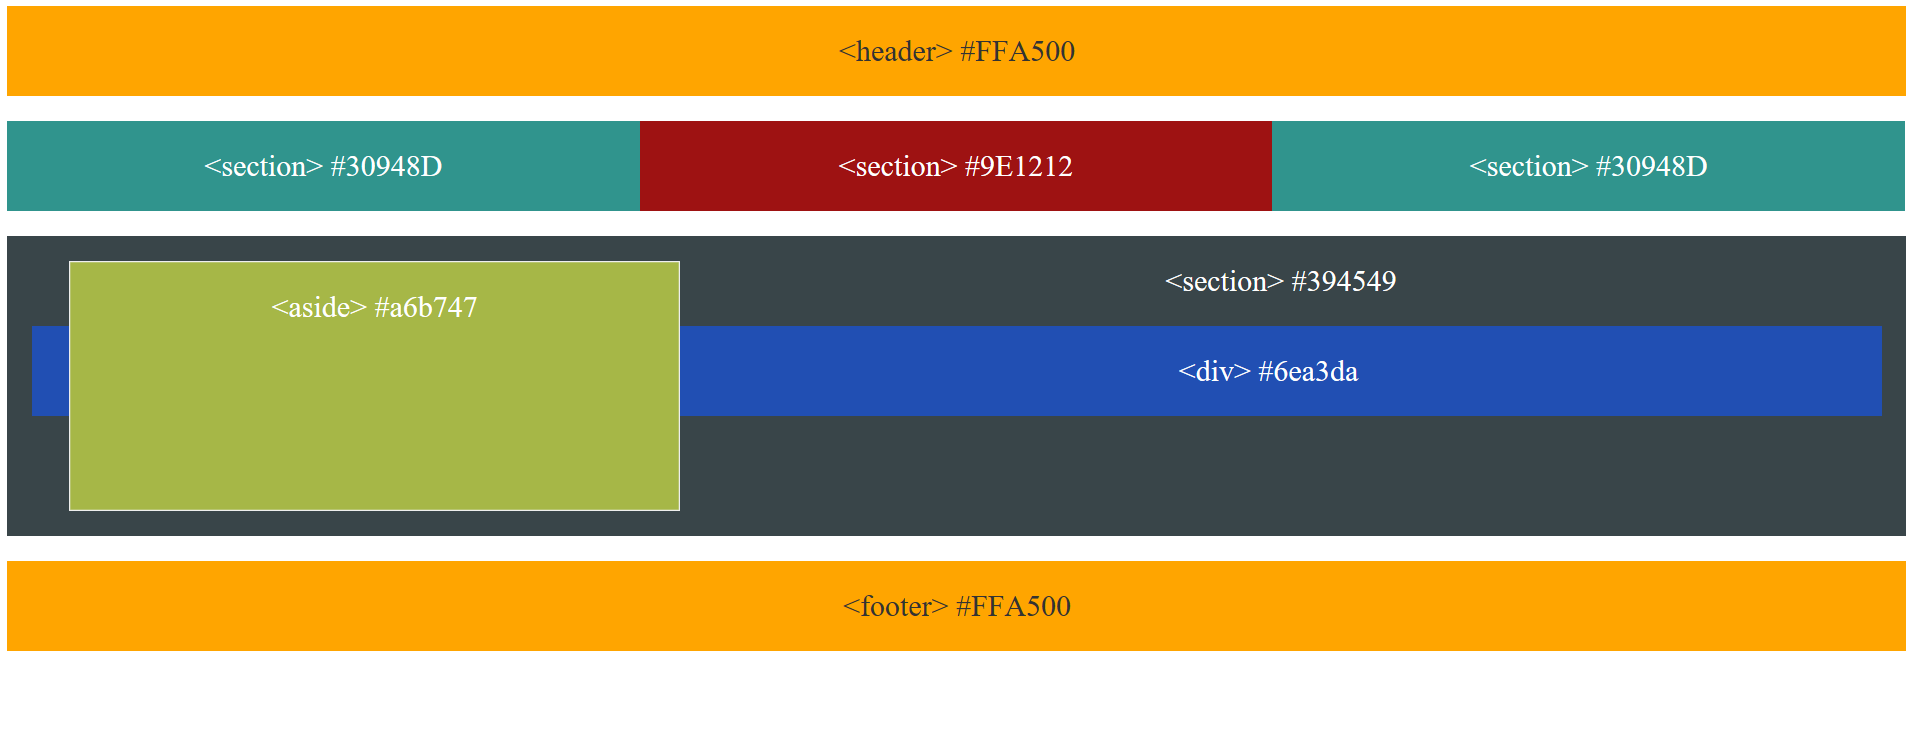 <header> #FFA500
<section> #30948D
<section> #9E1212
<section> #30948D
<section> #394549
<aside> #a6b747
<div> #6ea3da
<footer> #FFA500